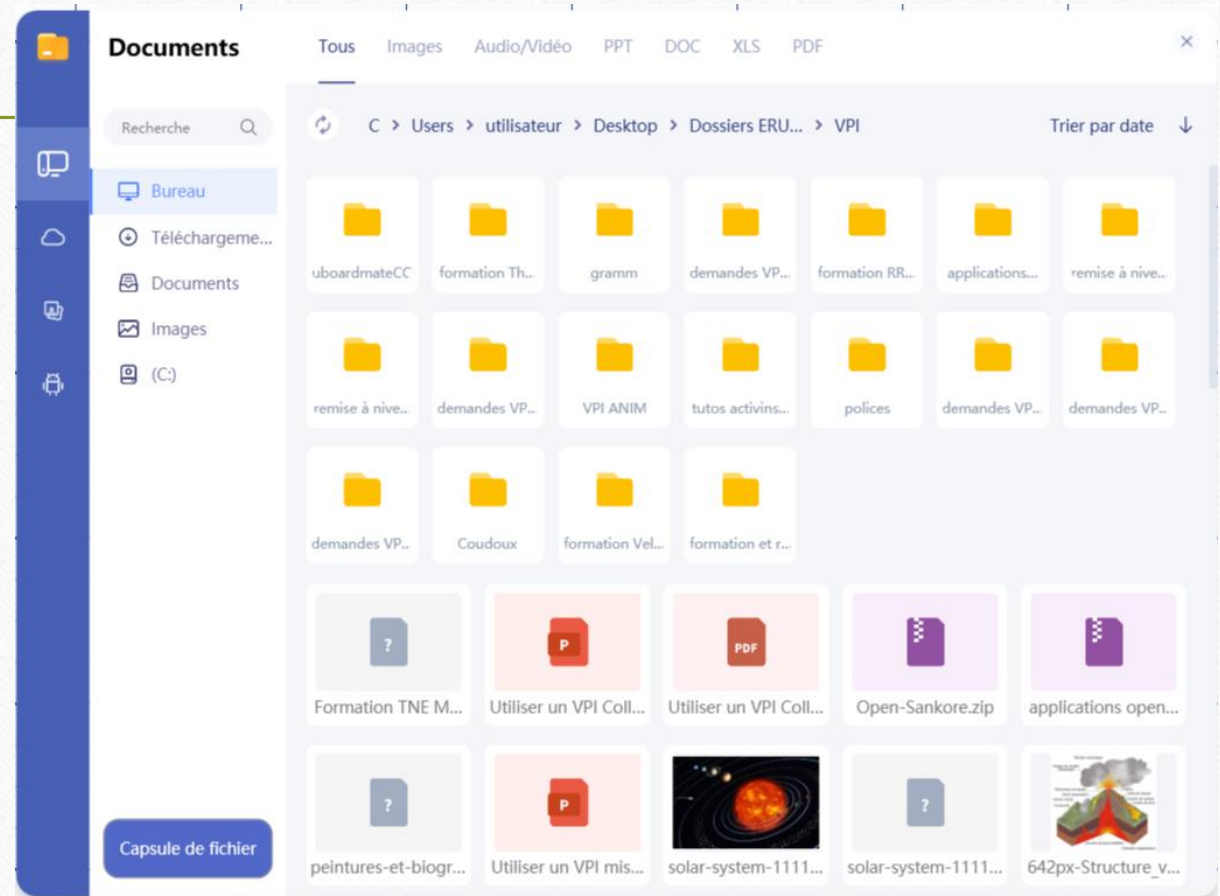 Documents
Tous Images Audio/Vidéo PPT DOC XLS PDF
Recherche
C > Users > utilisateur > Desktop > Dossiers ERU... > VPI
Trier par date
Bureau
Téléchargeme...
Documents
Images
(C:)
uboardmateCC formation Th... gramm demandes VP... formation RR... applications... remise à nive...
remise à nive... demandes VP... VPI ANIM tutos activins... polices demandes VP... demandes VP...
demandes VP... Coudoux formation Vel... formation et r...
? P PDF
Formation TNE M... Utiliser un VPI Coll... Utiliser un VPI Coll... Open-Sankore.zip applications open...
? P ?
peintures-et-biogr... Utiliser un VPI mis... solar-system-1111... solar-system-1111... 642px-Structure_v...
Capsule de fichier